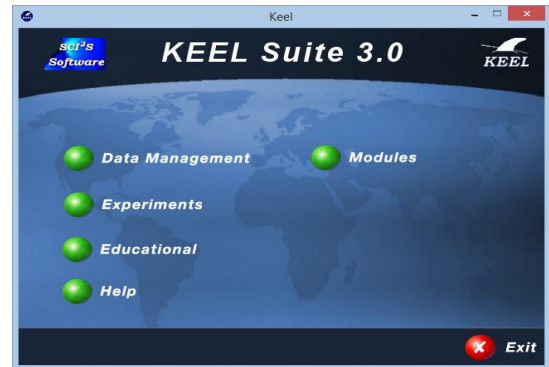 Keel
SCI²S
Software
KEEL Suite 3.0
KEEL
Data Management
Modules
Experiments
Educational
Help
Exit